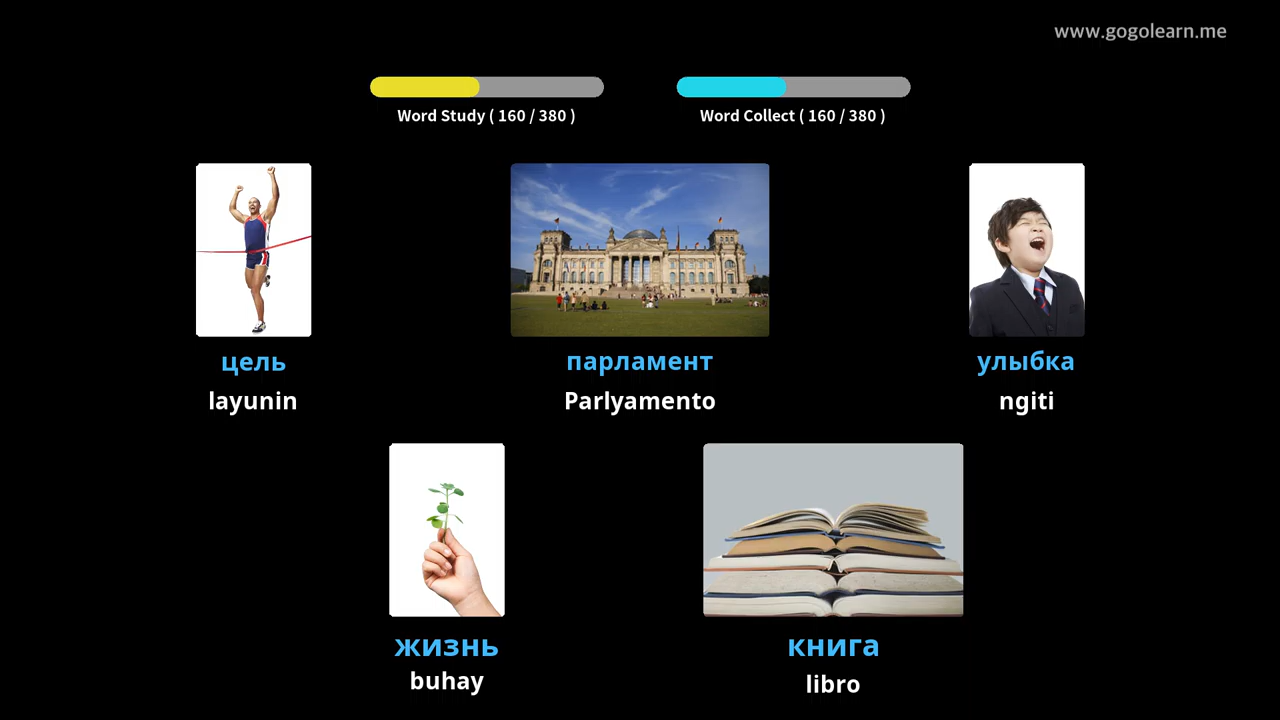 www.gogolearn.me
Word Study ( 160 / 380 )
Word Collect ( 160 / 380 )
цель
парламент
улыбка
layunin
Parlyamento
ngiti
жизнь
книга
buhay
libro